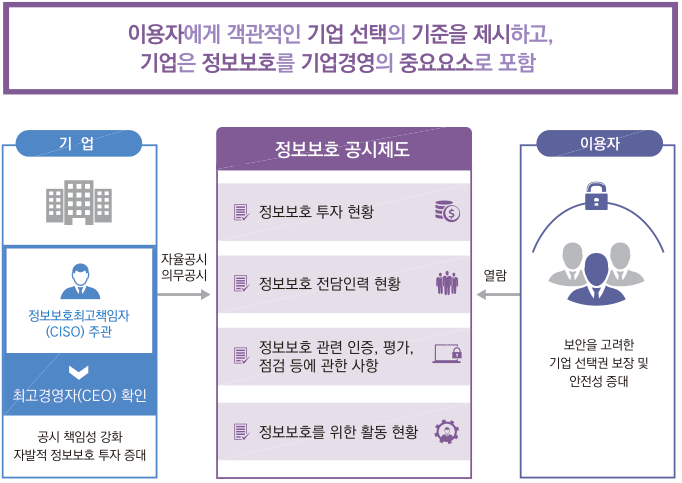 이용자에게 객관적인 기업 선택의 기준을 제시하고,
기업은 정보보호를 기업경영의 중요요소로 포함
기 업
정보보호최고책임자
(CISO) 주관
최고경영자(CEO) 확인
공시 책임성 강화
자발적 정보보호 투자 증대
자율공시
의무공시
정보보호 공시제도
정보보호 투자 현황
정보보호 전담인력 현황
정보보호 관련 인증, 평가,
점검 등에 관한 사항
정보보호를 위한 활동 현황
열람
이용자
보안을 고려한
기업 선택권 보장 및
안전성 증대